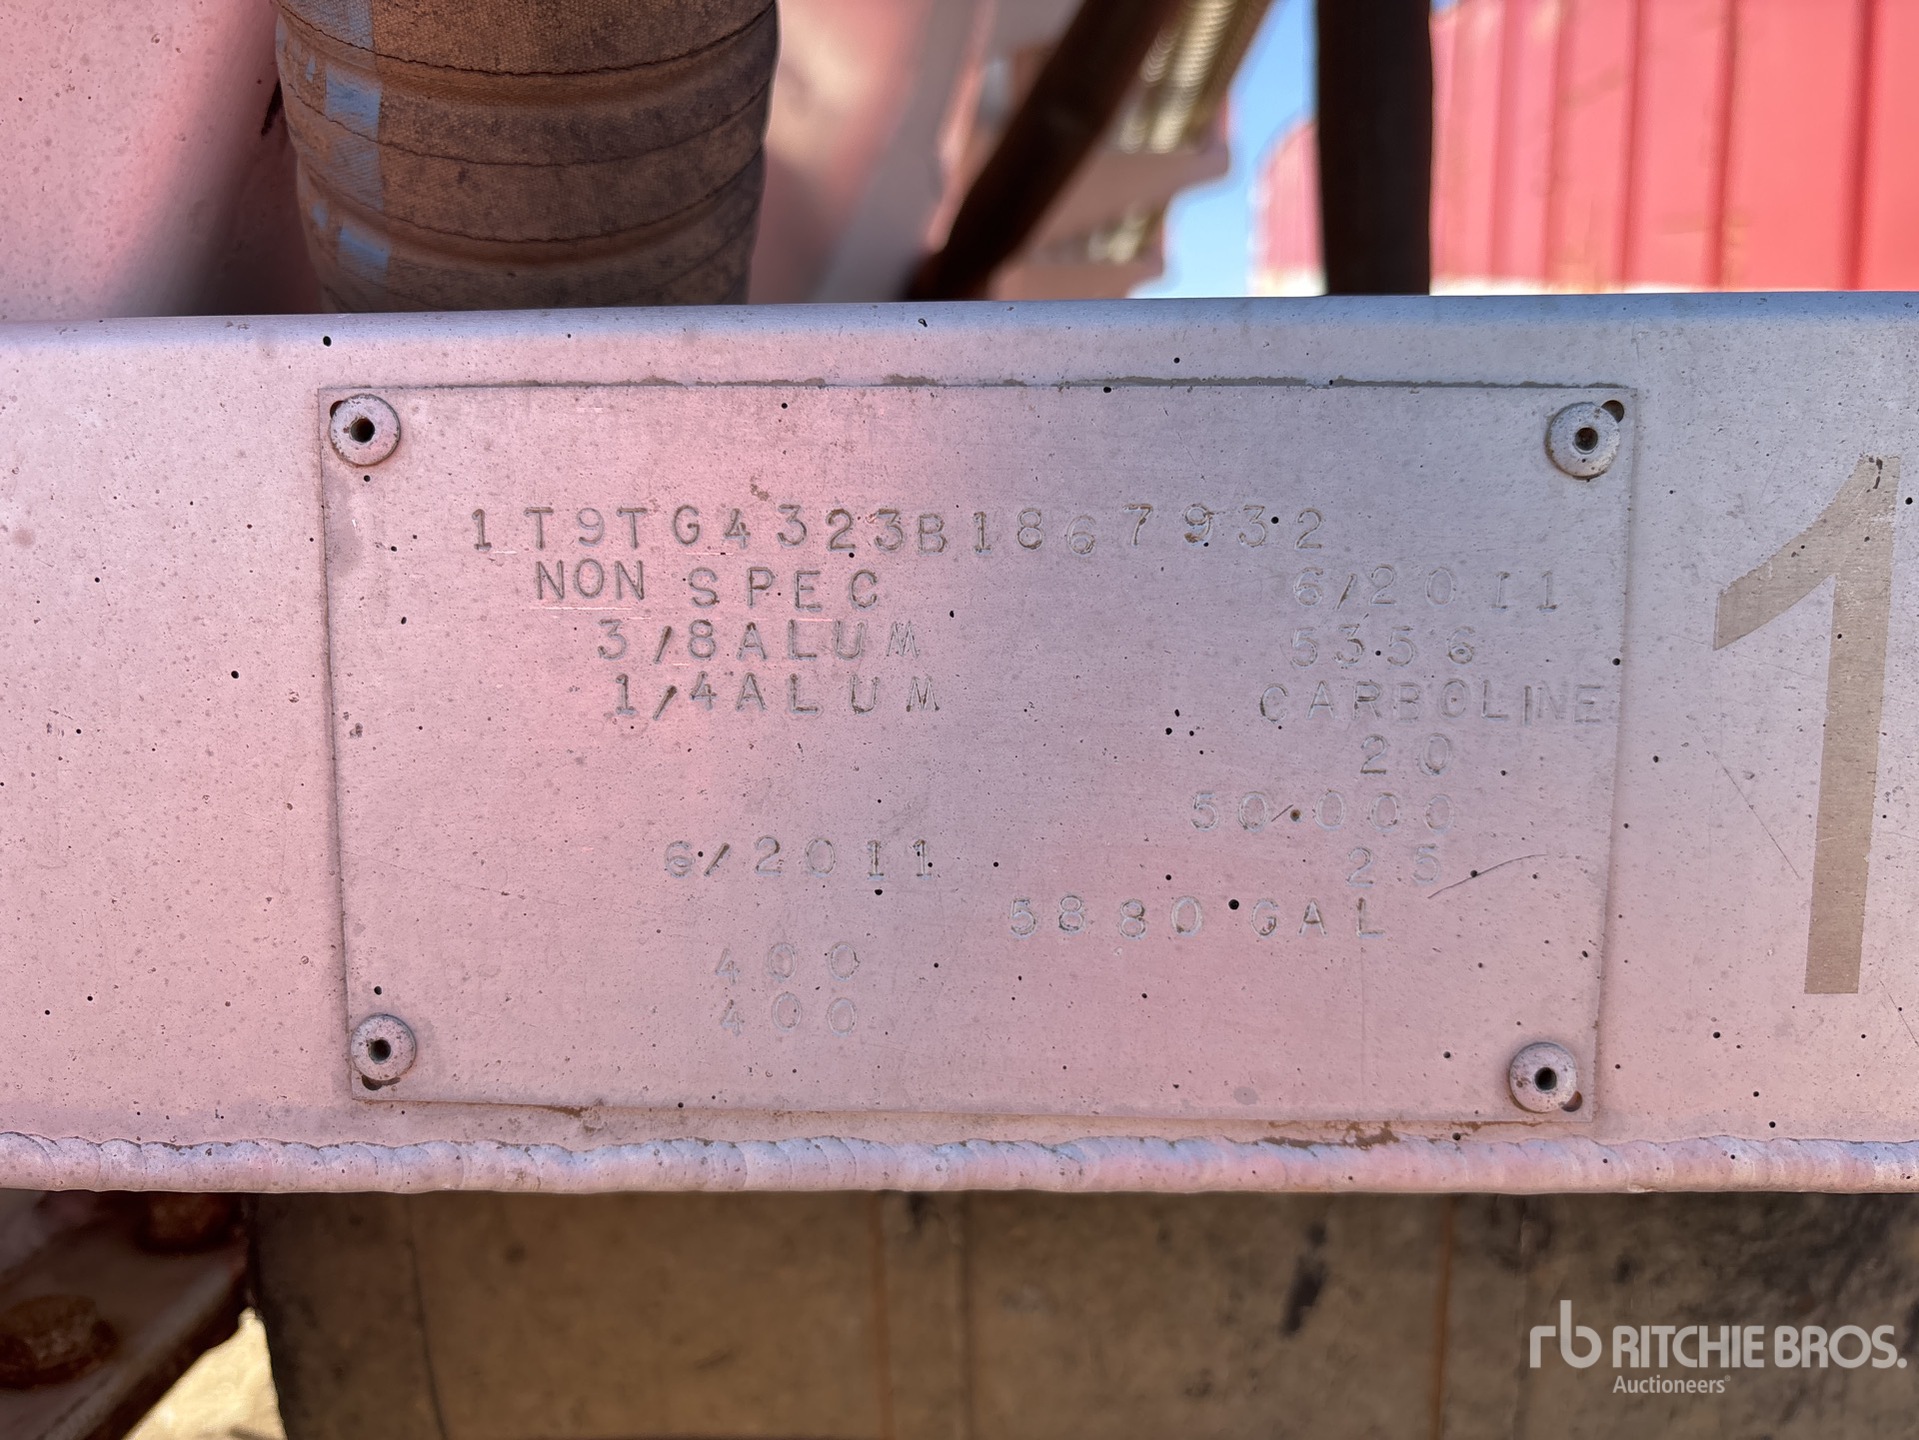 1T9TG4323B1867932
NON SPEC 6/2011
3/8ALUM 5356
1/4ALUM CARBOLINE
20
50.000
6/2011 25
5880 GAL
400
400
1
rb RITCHIE BROS.
Auctioneers